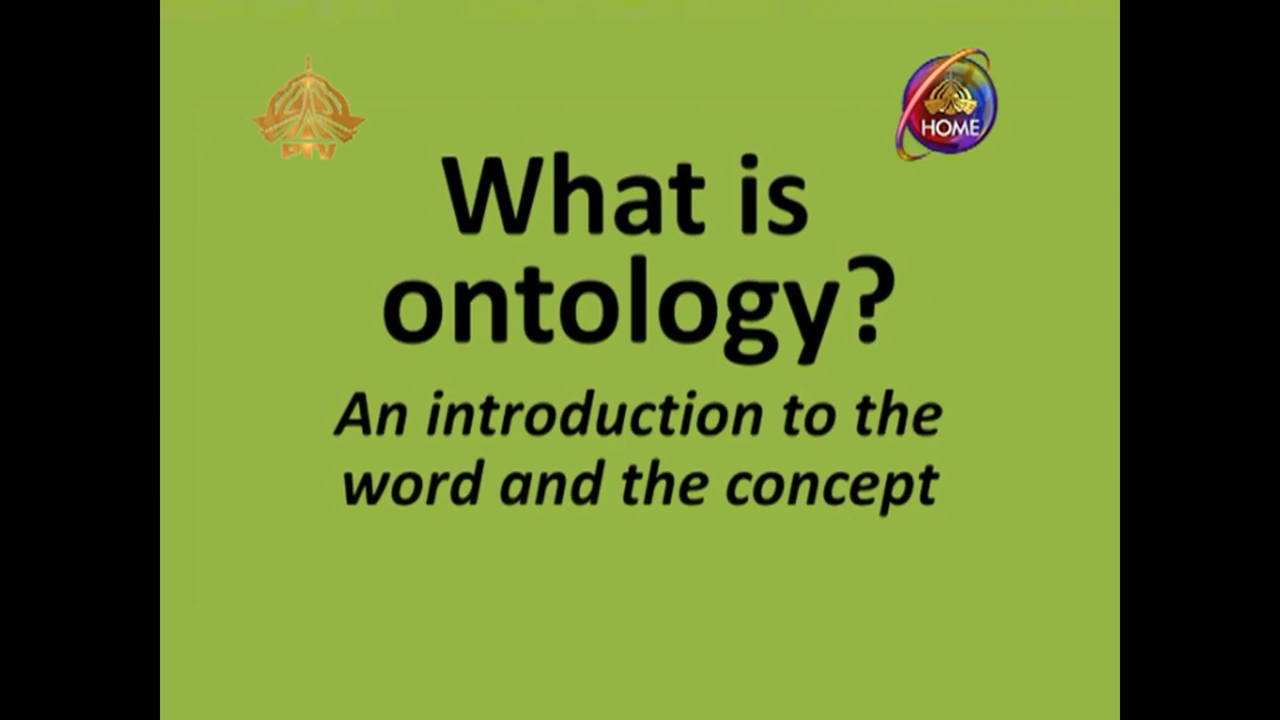 PTV
HOME
What is
ontology?
An introduction to the
word and the concept